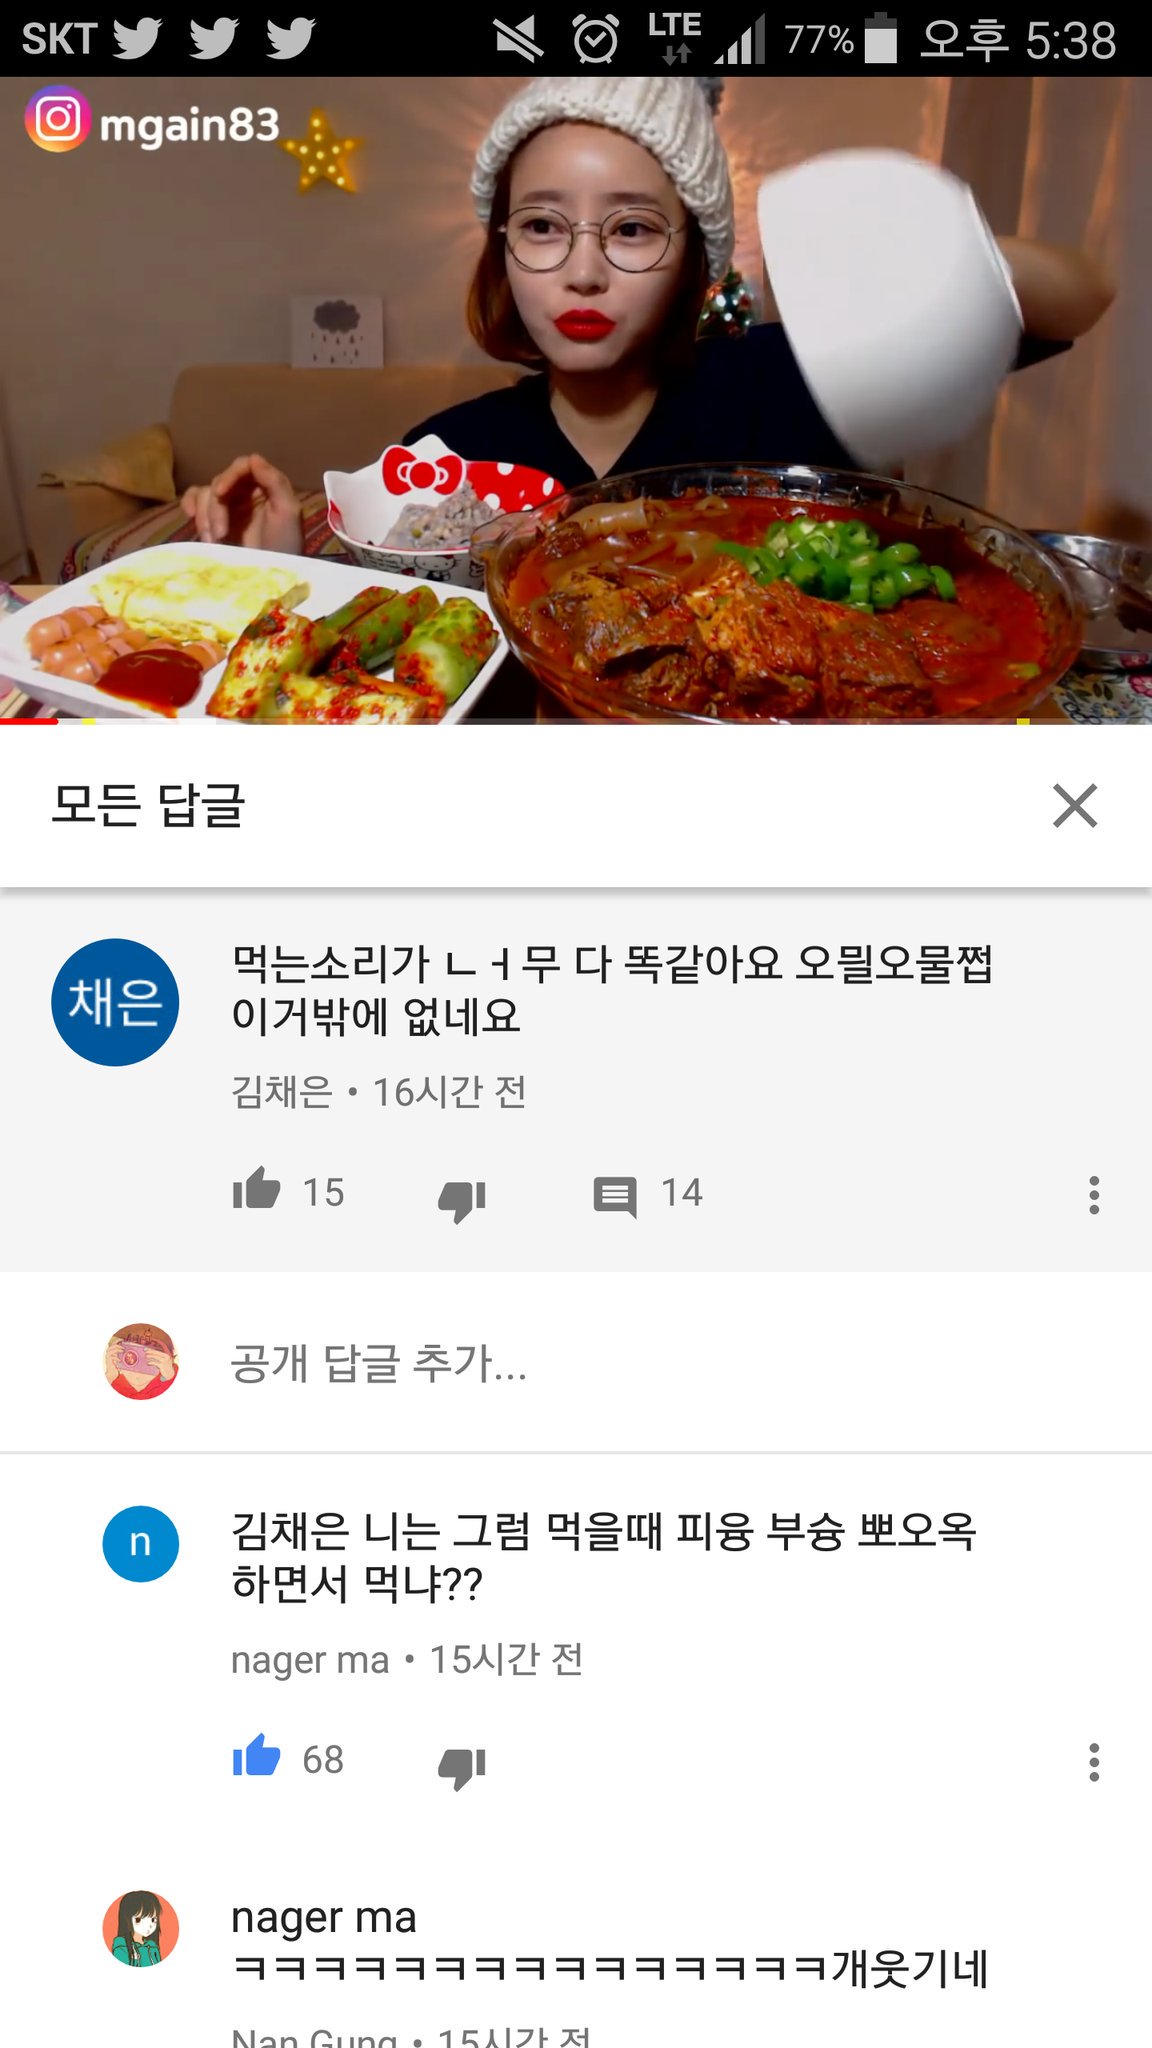 SKT LTE 77% 오후 5:38
mgain83
모든 답글
채은
먹는소리가 ㄴㅓ무 다 똑같아요 오믤오물쩝
이거밖에 없네요
김채은 • 16시간 전
15 14
공개 답글 추가...
n
김채은 니는 그럼 먹을때 피융 부슝 뽀오옥
하면서 먹냐??
nager ma • 15시간 전
68
nager ma
ㅋㅋㅋㅋㅋㅋㅋㅋㅋㅋㅋㅋㅋㅋㅋ개웃기네
Nan Gung • 15시간 전